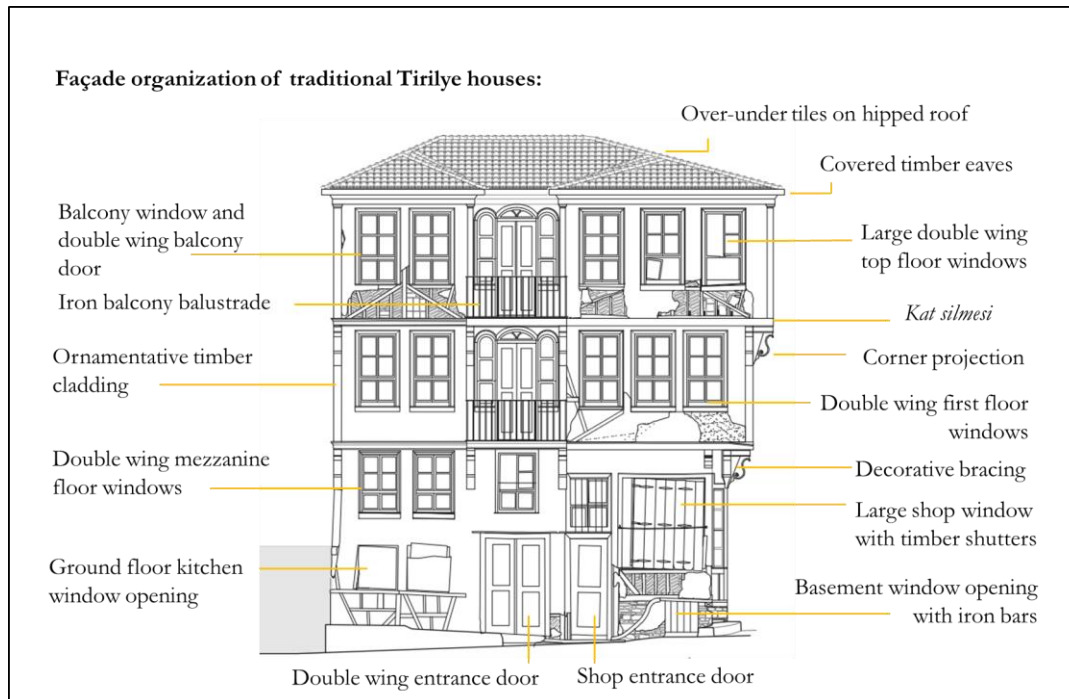 Façade organization of traditional Tirilye houses:
Over-under tiles on hipped roof
Covered timber eaves
Balcony window and
double wing balcony
door
Large double wing
top floor windows
Iron balcony balustrade
Kat silmesi
Ornamentative timber
cladding
Corner projection
Double wing first floor
windows
Double wing mezzanine
floor windows
Decorative bracing
Large shop window
with timber shutters
Ground floor kitchen
window opening
Basement window opening
with iron bars
Double wing entrance door
Shop entrance door